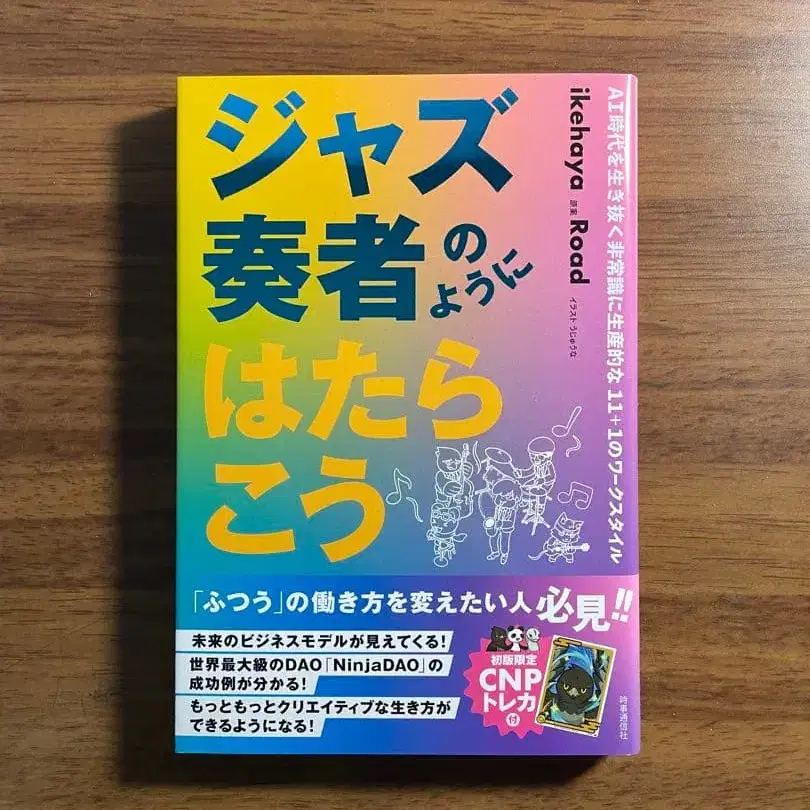 AI時代を生き抜く非常識に生産的な11+1のワークスタイル
ikehaya 原案 Road イラスト うじゅうな
ジャズ
奏者のように
はたら
こう
「ふつう」の働き方を変えたい人必見!!
未来のビジネスモデルが見えてくる!
世界最大級のDAO「NinjaDAO」の
成功例が分かる!
もっともっとクリエイティブな生き方が
できるようになる!
初版限定
CNP
トレカ
付
時事通信社